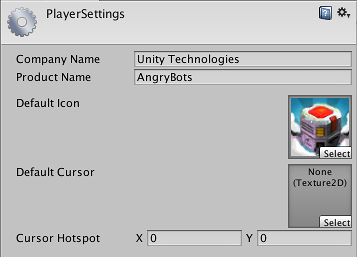 PlayerSettings
Company Name Unity Technologies
Product Name AngryBots
Default Icon
Select
Default Cursor
None
(Texture2D)
Select
Cursor Hotspot X 0 Y 0